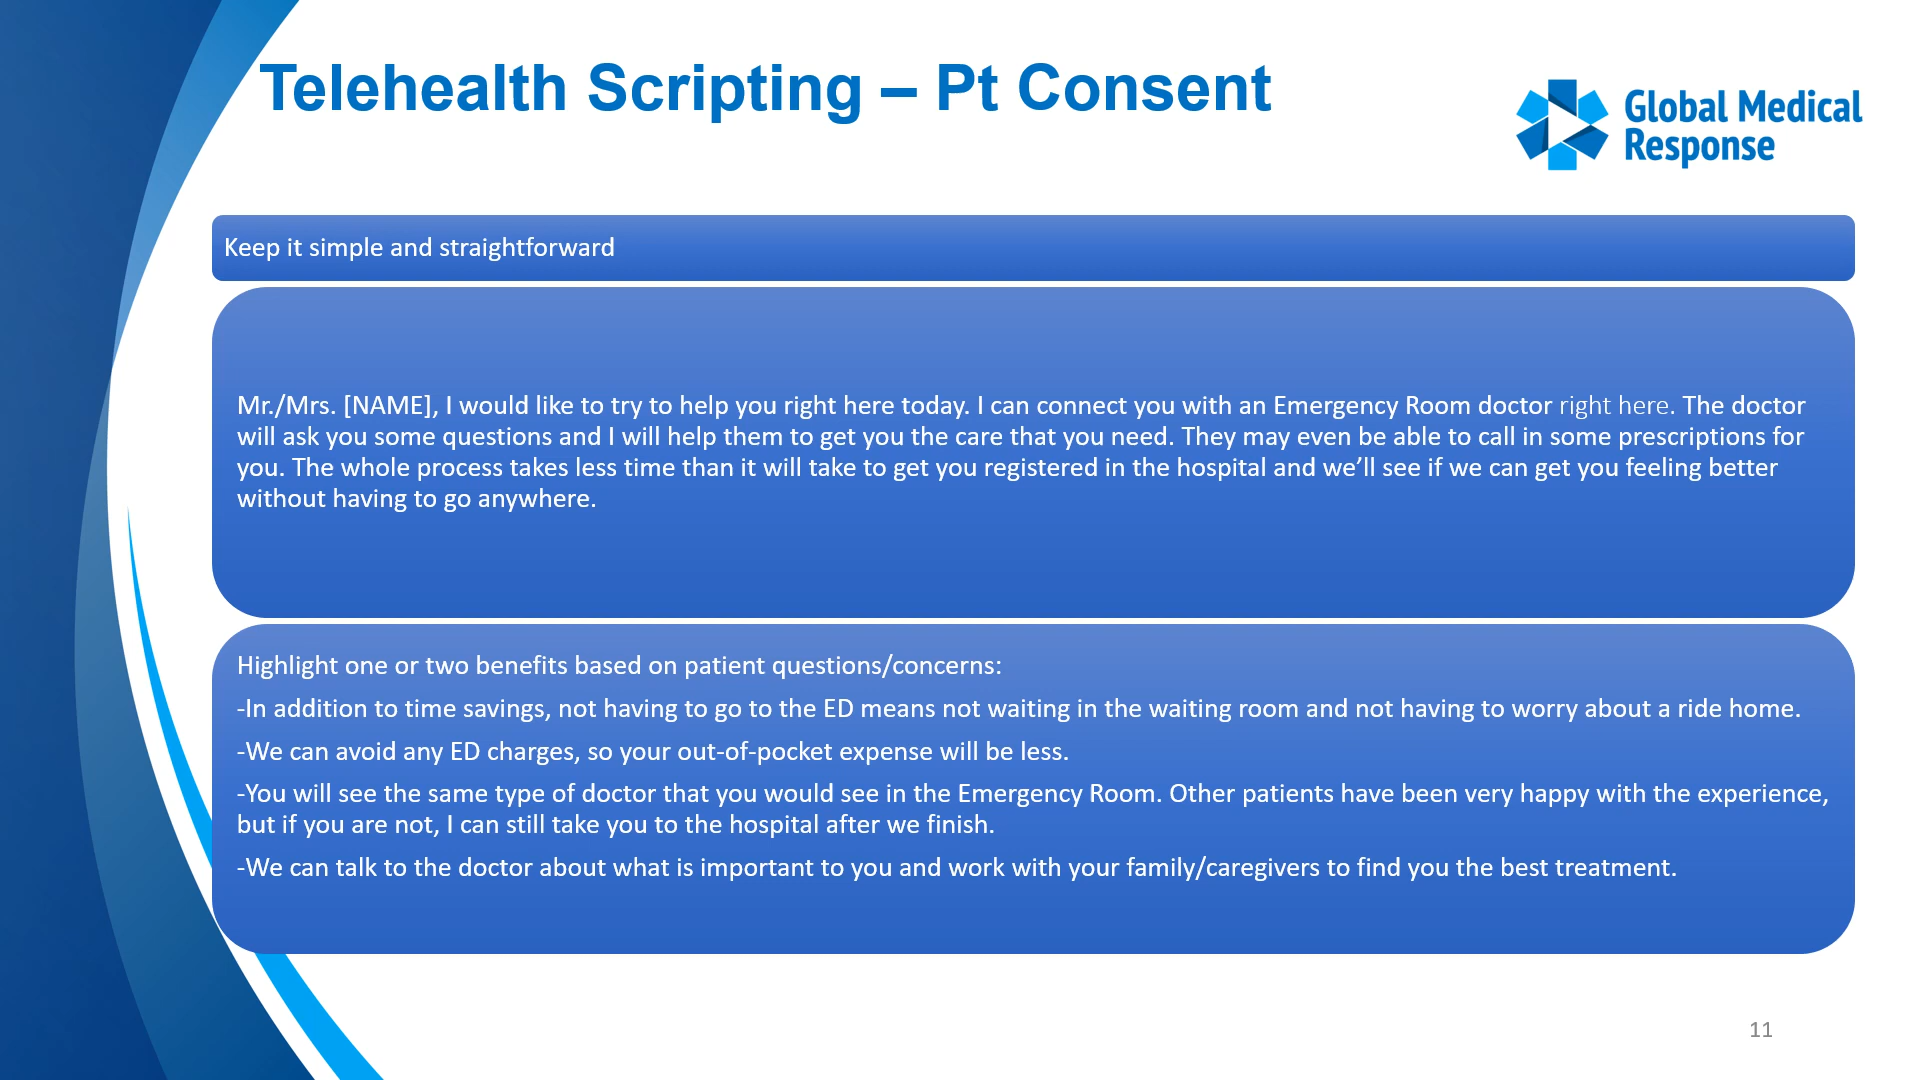 Telehealth Scripting – Pt Consent
Global Medical
Response
Keep it simple and straightforward
Mr./Mrs. [NAME], I would like to try to help you right here today. I can connect you with an Emergency Room doctor right here. The doctor
will ask you some questions and I will help them to get you the care that you need. They may even be able to call in some prescriptions for
you. The whole process takes less time than it will take to get you registered in the hospital and we’ll see if we can get you feeling better
without having to go anywhere.
Highlight one or two benefits based on patient questions/concerns:
-In addition to time savings, not having to go to the ED means not waiting in the waiting room and not having to worry about a ride home.
-We can avoid any ED charges, so your out-of-pocket expense will be less.
-You will see the same type of doctor that you would see in the Emergency Room. Other patients have been very happy with the experience,
but if you are not, I can still take you to the hospital after we finish.
-We can talk to the doctor about what is important to you and work with your family/caregivers to find you the best treatment.
11